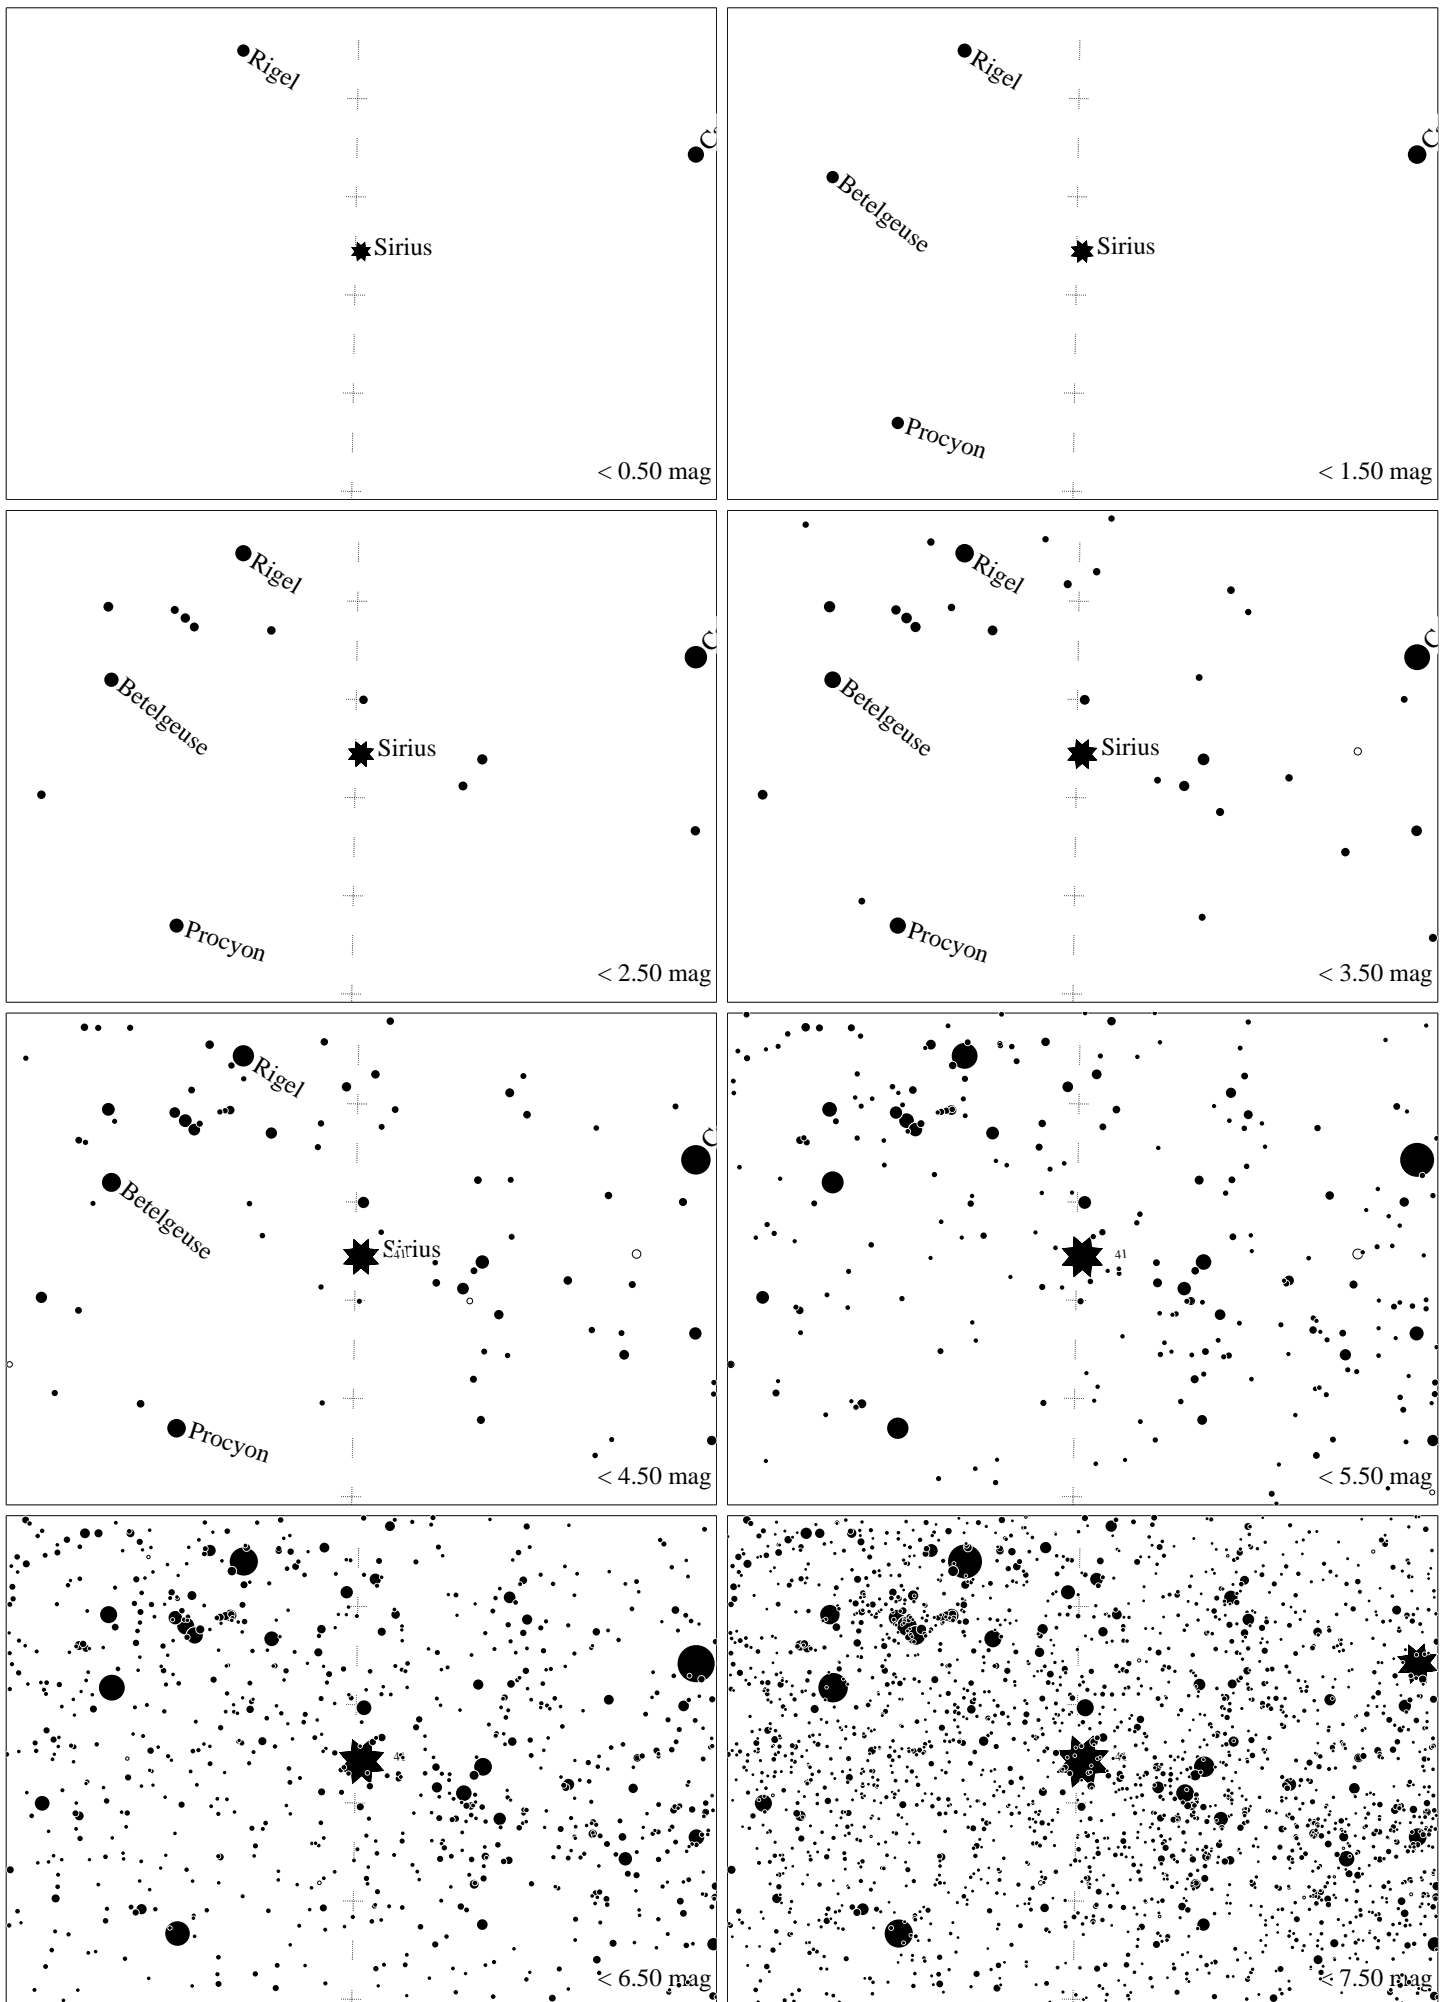 Rigel
C
Sirius
< 0.50 mag
Rigel
C
Betelgeuse
Sirius
Procyon
< 1.50 mag
Rigel
C
Betelgeuse
Sirius
Procyon
< 2.50 mag
Rigel
C
Betelgeuse
Sirius
Procyon
< 3.50 mag
Rigel
C
Betelgeuse
Sirius
41
Procyon
< 4.50 mag
41
< 5.50 mag
< 6.50 mag
< 7.50 mag